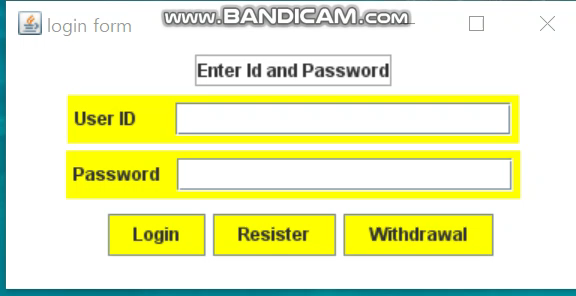 login form
www.BANDICAM.com
Enter Id and Password
User ID
Password
Login Resister Withdrawal